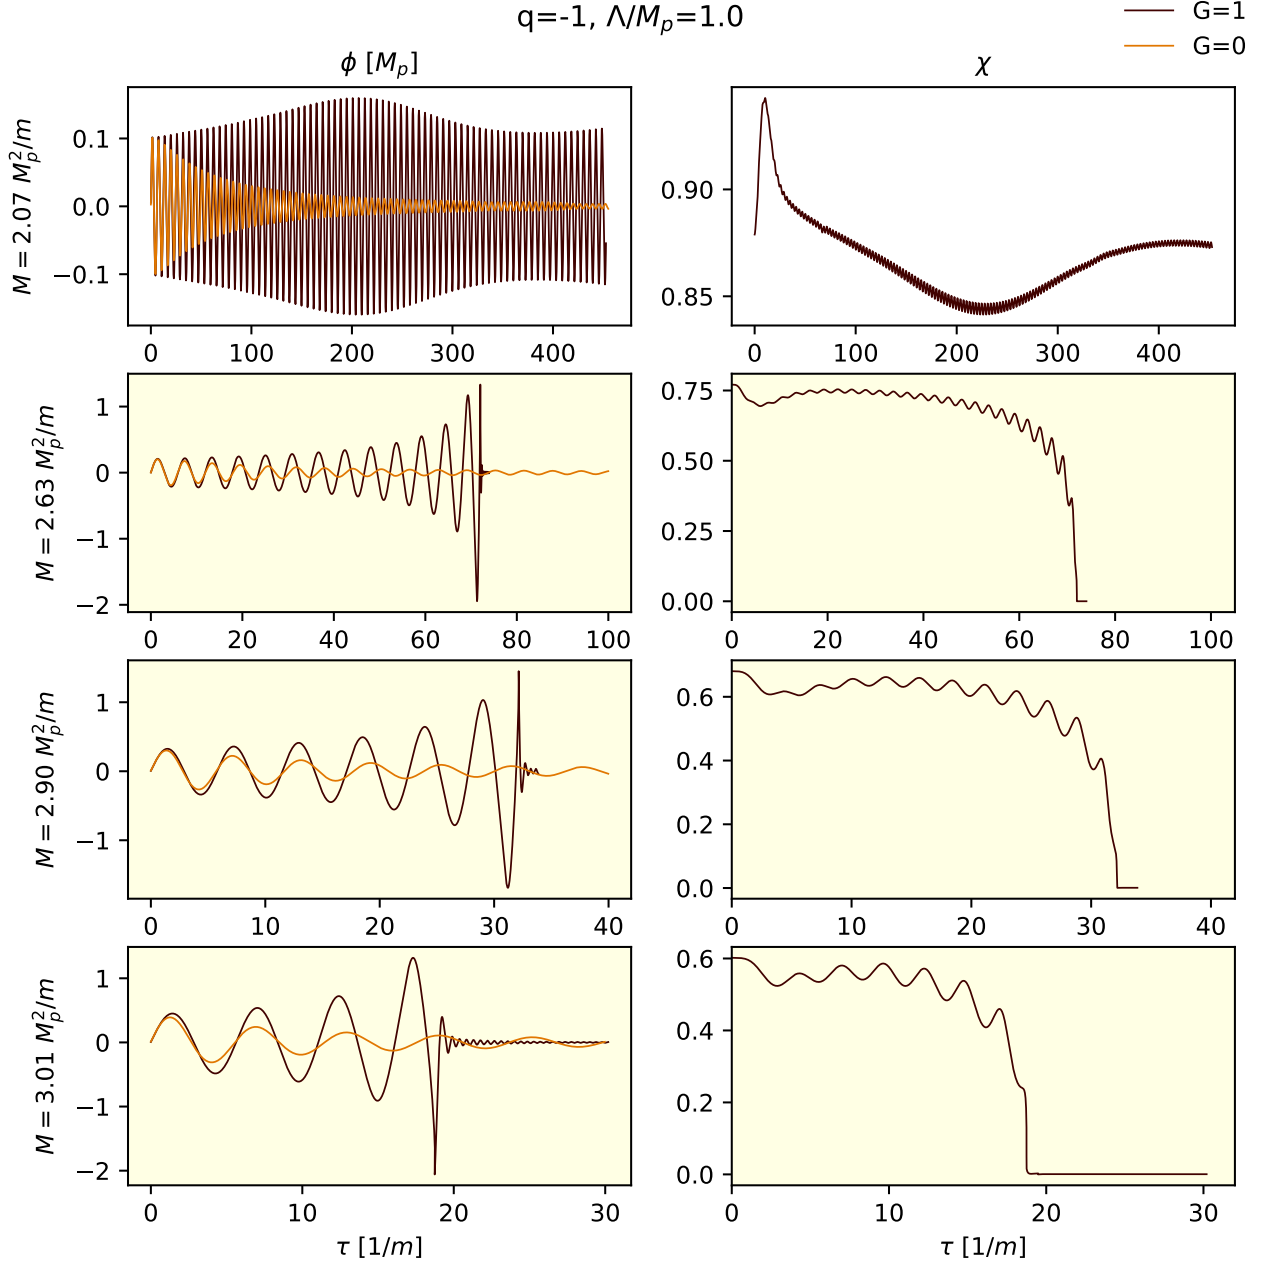 q=-1, Λ/M_p=1.0
G=1
G=0
ϕ [M_p]
χ
M = 2.07 M_p^2/m
0.1
0.0
−0.1
0 100 200 300 400
0.90
0.85
0 100 200 300 400
M = 2.63 M_p^2/m
1
0
−1
−2
0 20 40 60 80 100
0.75
0.50
0.25
0.00
0 20 40 60 80 100
M = 2.90 M_p^2/m
1
0
−1
0 10 20 30 40
0.6
0.4
0.2
0.0
0 10 20 30 40
M = 3.01 M_p^2/m
1
0
−1
−2
0 10 20 30
τ [1/m]
0.6
0.4
0.2
0.0
0 10 20 30
τ [1/m]